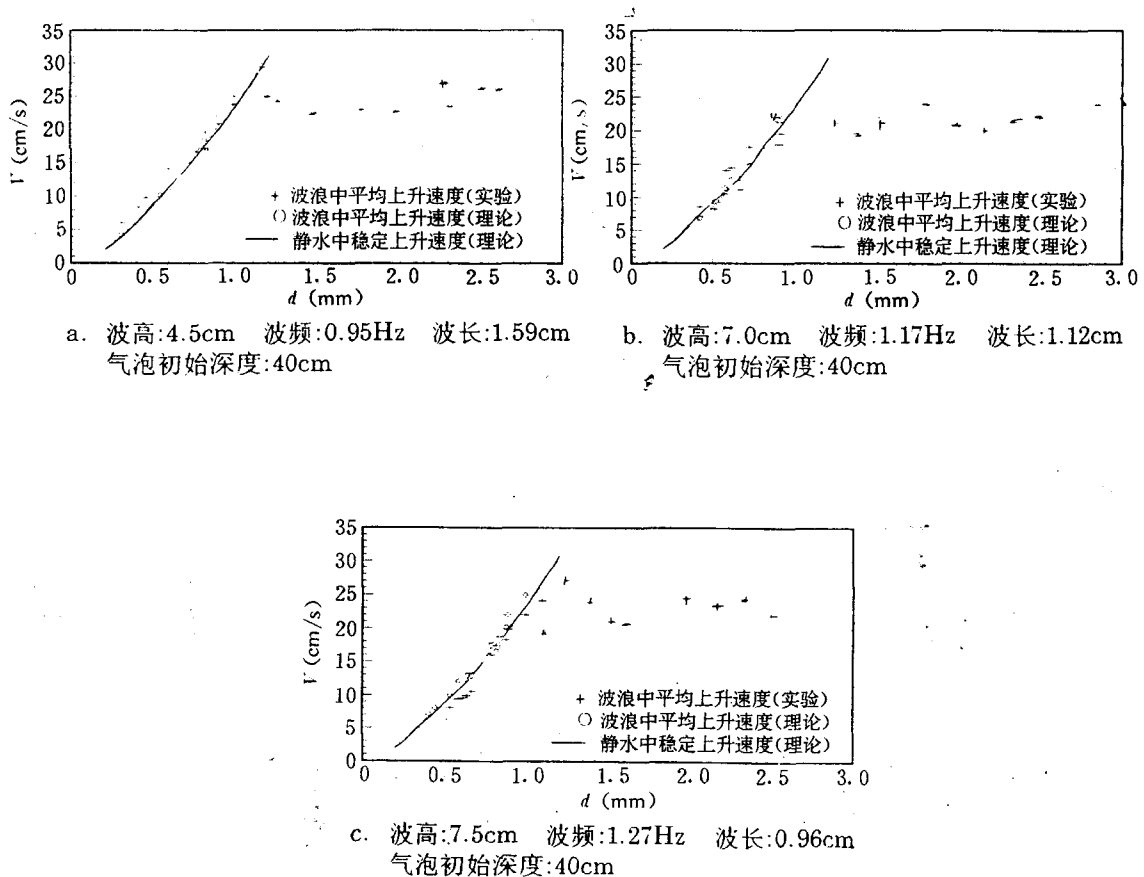 35
30
25
20
15
10
5
0
V (cm/s)
+ 波浪中平均上升速度(实验)
○ 波浪中平均上升速度(理论)
— 静水中稳定上升速度(理论)
0 0.5 1.0 1.5 2.0 2.5 3.0
d (mm)
a. 波高:4.5cm 波频:0.95Hz 波长:1.59cm
气泡初始深度:40cm
35
30
25
20
15
10
5
0
V (cm/s)
+ 波浪中平均上升速度(实验)
○ 波浪中平均上升速度(理论)
— 静水中稳定上升速度(理论)
0 0.5 1.0 1.5 2.0 2.5 3.0
d (mm)
b. 波高:7.0cm 波频:1.17Hz 波长:1.12cm
气泡初始深度:40cm
35
30
25
20
15
10
5
0
V (cm/s)
+ 波浪中平均上升速度(实验)
○ 波浪中平均上升速度(理论)
— 静水中稳定上升速度(理论)
0 0.5 1.0 1.5 2.0 2.5 3.0
d (mm)
c. 波高:7.5cm 波频:1.27Hz 波长:0.96cm
气泡初始深度:40cm